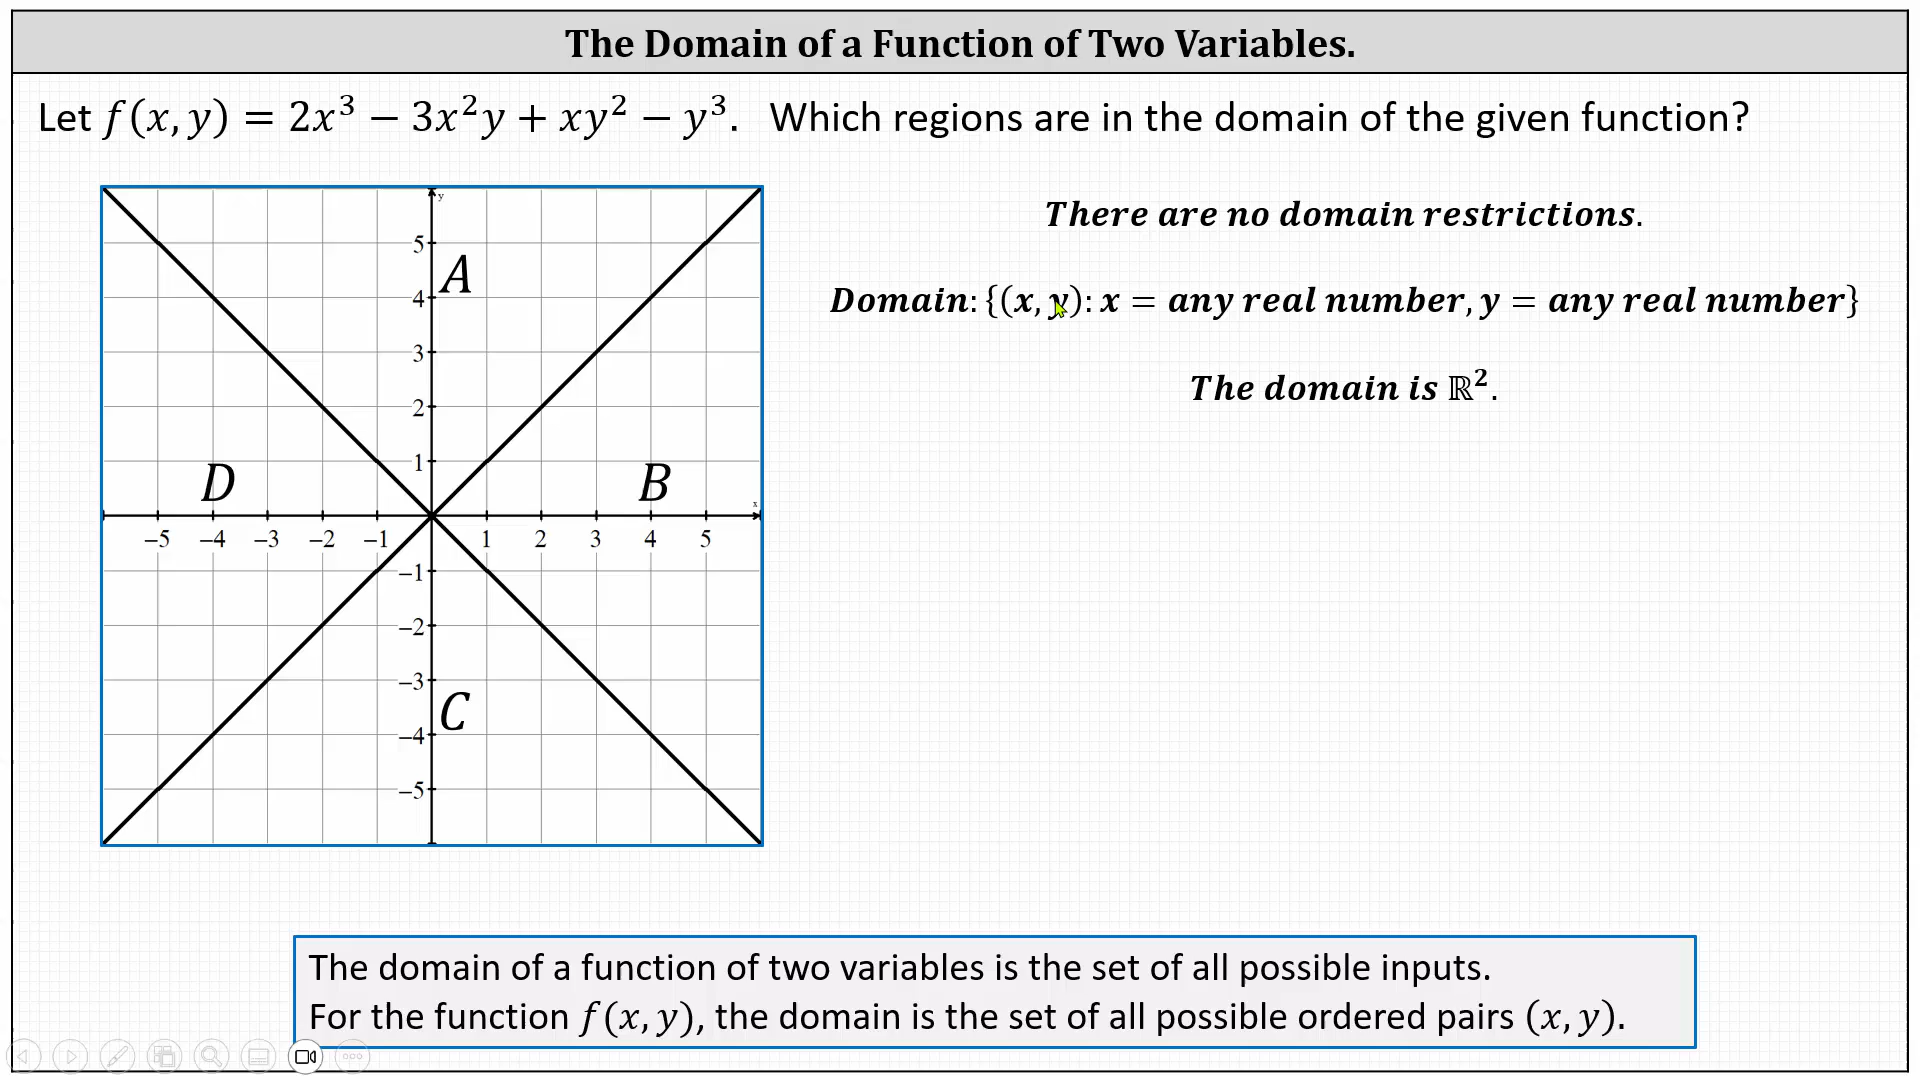 The Domain of a Function of Two Variables.
Let f(x, y) = 2x³ − 3x²y + xy² − y³. Which regions are in the domain of the given function?
There are no domain restrictions.
Domain: {(x, y): x = any real number, y = any real number}
The domain is ℝ².
y
5
A
4
3
2
1
D
B
x
−5 −4 −3 −2 −1 1 2 3 4 5
−1
−2
−3
C
−4
−5
The domain of a function of two variables is the set of all possible inputs.
For the function f(x, y), the domain is the set of all possible ordered pairs (x, y).